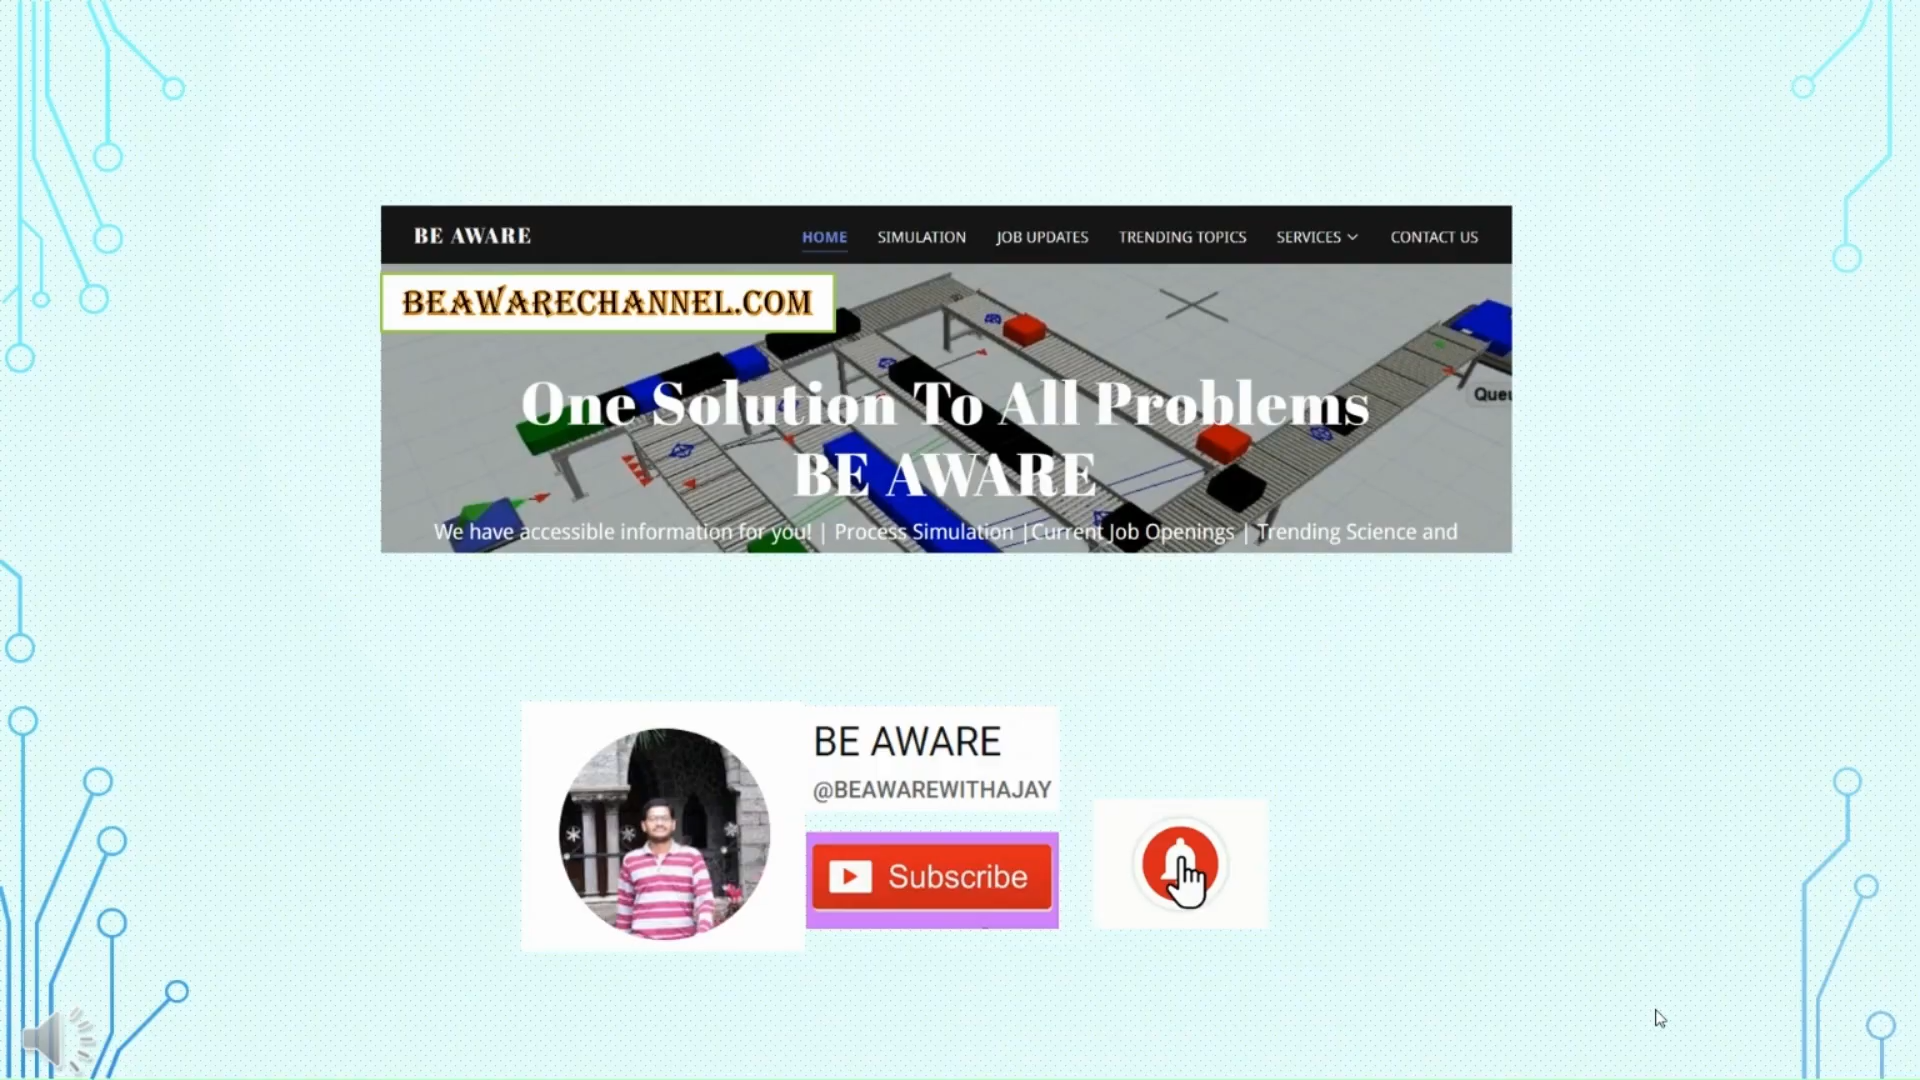 BE AWARE
HOME SIMULATION JOB UPDATES TRENDING TOPICS SERVICES CONTACT US
BEAWARECHANNEL.COM
One Solution To All Problems
BE AWARE
We have accessible information for you! | Process Simulation |Current Job Openings | Trending Science and
BE AWARE
@BEAWAREWITHAJAY
Subscribe